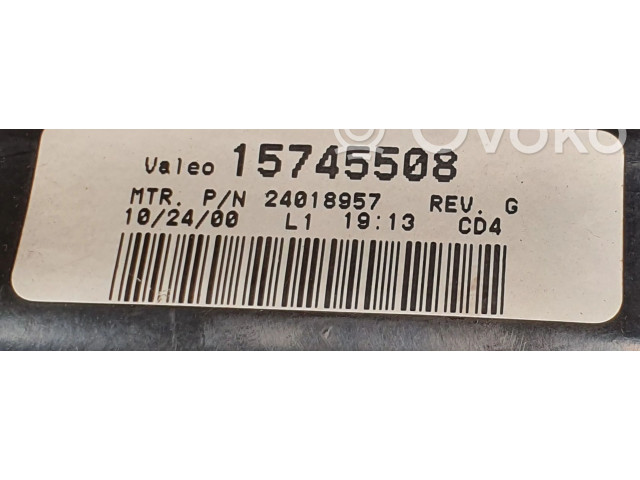 Ovoko
Valeo 15745508
MTR. P/N 24018957 REV. G
10/24/00 L1 19:13 CD4